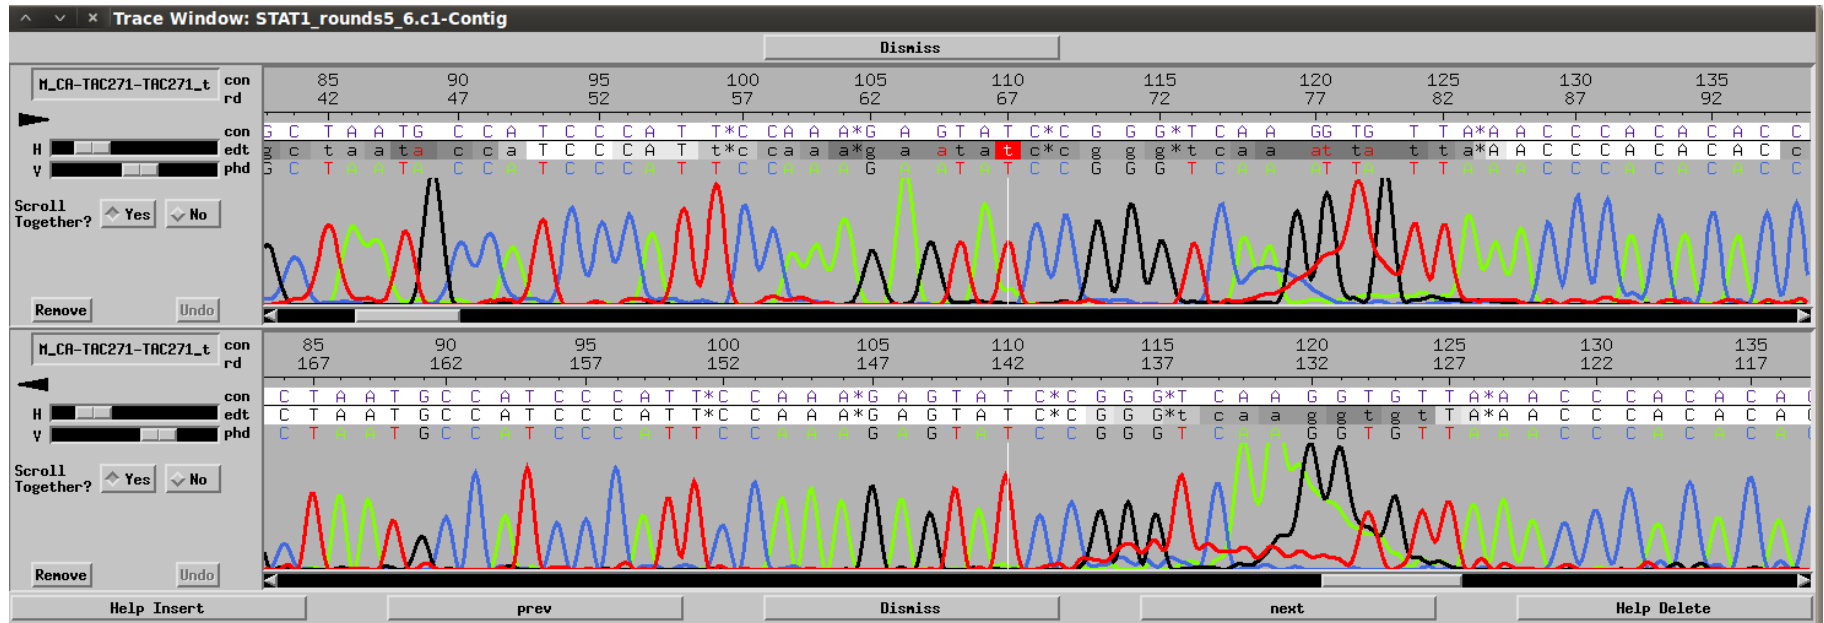 Trace Window: STAT1_rounds5_6.c1-Contig
Dismiss
M_CA-TAC271-TAC271_t
con 85 90 95 100 105 110 115 120 125 130 135
rd 42 47 52 57 62 67 72 77 82 87 92
con G C T A A T G C C A T C C C A T T * C C A A A * G A G T A T C * C G G G * T C A A G G T G T T A * A A C C C A C A C A C C
edt g c t a a t a c c a T C C C A T t * c c a a a * g a a t a t c * c g g g * t c a a a t t a t t a * A A C C C A C A C A C c
phd G C T A A T A C C A T C C C A T T C C A A A G A A T A T C C G G G T C A A A T T A T T A A A C C C A C A C A C C
H
V
Scroll
Together? Yes No
Remove Undo
M_CA-TAC271-TAC271_t
con 85 90 95 100 105 110 115 120 125 130 135
rd 167 162 157 152 147 142 137 132 127 122 117
con C T A A T G C C A T C C C A T T * C C A A A * G A G T A T C * C G G G * T C A A G G T G T T A * A A C C C A C A C A
edt C T A A T G C C A T C C C A T T * C C A A A * G A G T A T C * C G G G * t c a a g g t g t T A * A A C C C A C A C A
phd C T A A T G C C A T C C C A T T C C A A A G A G T A T C C G G G T C A A G G T G T T A A A C C C A C A C A
H
V
Scroll
Together? Yes No
Remove Undo
Help Insert prev Dismiss next Help Delete